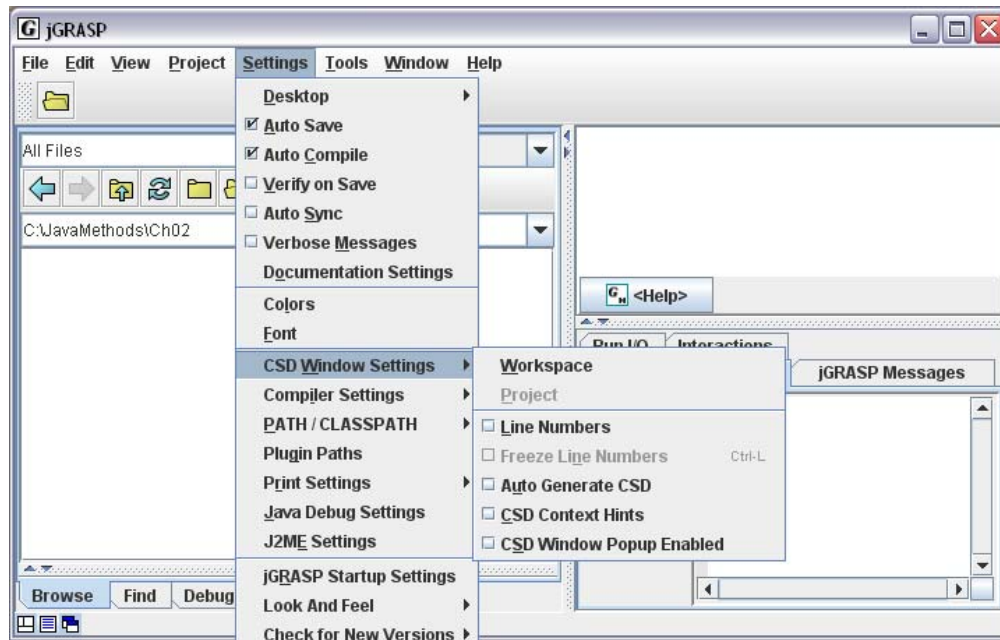 jGRASP
File Edit View Project Settings Tools Window Help
All Files
C:\JavaMethods\Ch02
Desktop
Auto Save
Auto Compile
Verify on Save
Auto Sync
Verbose Messages
Documentation Settings
Colors
Font
CSD Window Settings
Compiler Settings
PATH / CLASSPATH
Plugin Paths
Print Settings
Java Debug Settings
J2ME Settings
jGRASP Startup Settings
Look And Feel
Check for New Versions
Workspace
Project
Line Numbers
Freeze Line Numbers Ctrl-L
Auto Generate CSD
CSD Context Hints
CSD Window Popup Enabled
<Help>
Run I/O Interactions
jGRASP Messages
Browse Find Debug